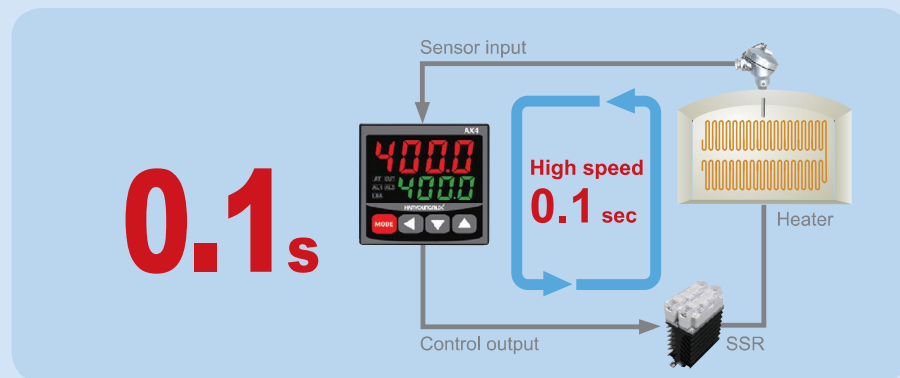 Sensor input
AX4
400.0
400.0
HANYOUNGNUX
MODE
0.1s
High speed
0.1 sec
Heater
Control output
SSR